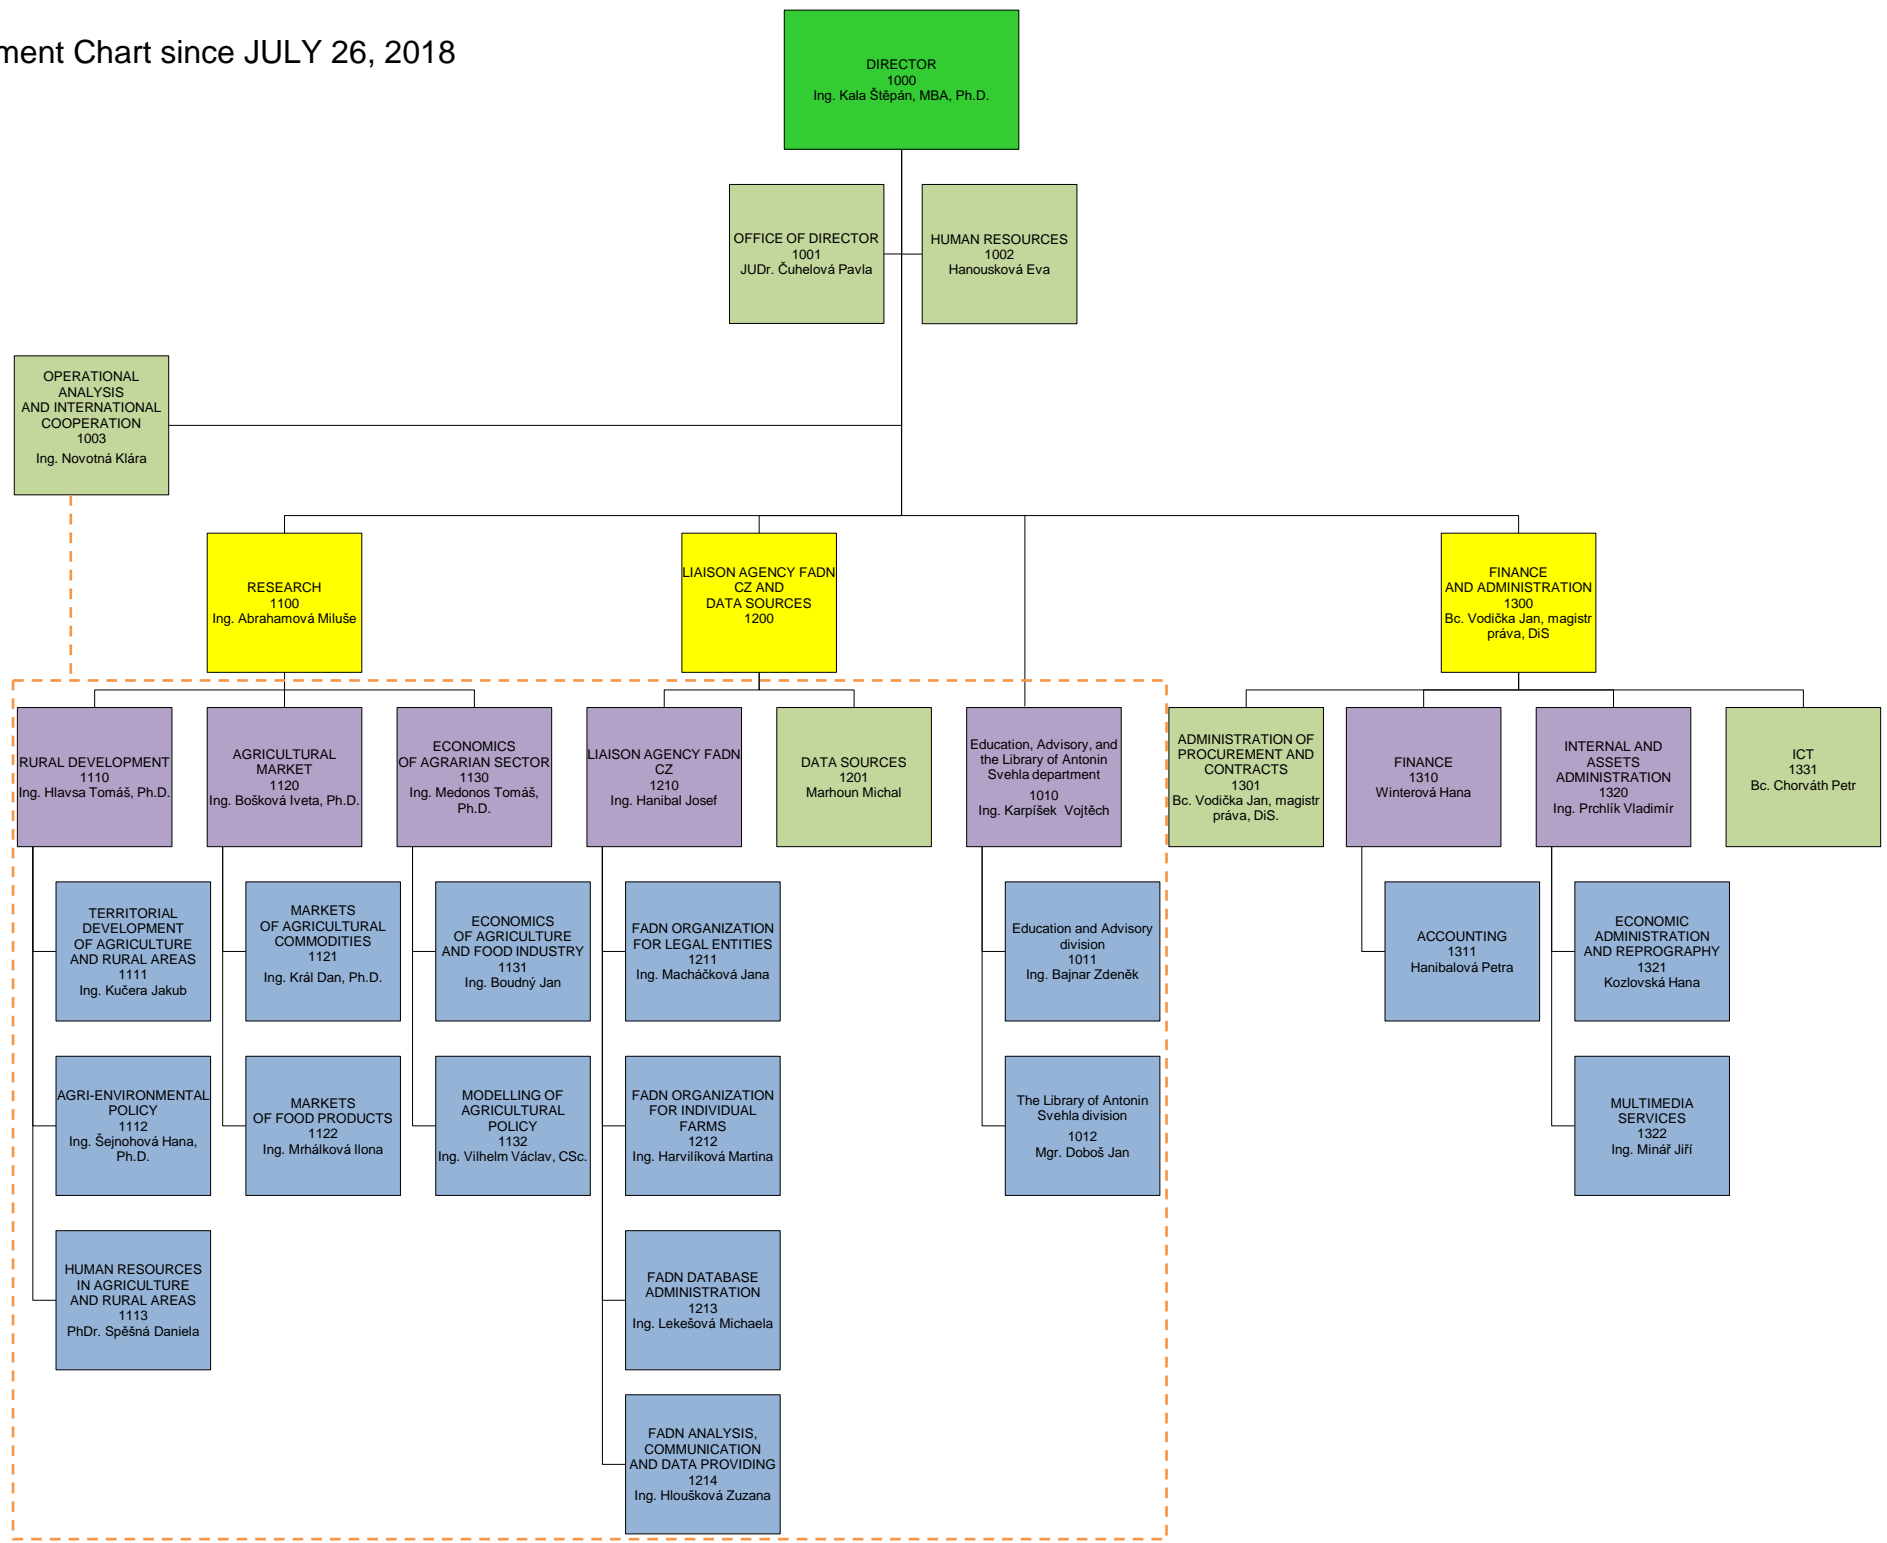 ment Chart since JULY 26, 2018
DIRECTOR
1000
Ing. Kala Štěpán, MBA, Ph.D.
OFFICE OF DIRECTOR
1001
JUDr. Čuhelová Pavla
HUMAN RESOURCES
1002
Hanousková Eva
OPERATIONAL
ANALYSIS
AND INTERNATIONAL
COOPERATION
1003
Ing. Novotná Klára
RESEARCH
1100
Ing. Abrahamová Miluše
LIAISON AGENCY FADN
CZ AND
DATA SOURCES
1200
FINANCE
AND ADMINISTRATION
1300
Bc. Vodička Jan, magistr
práva, DiS
RURAL DEVELOPMENT
1110
Ing. Hlavsa Tomáš, Ph.D.
AGRICULTURAL
MARKET
1120
Ing. Bošková Iveta, Ph.D.
ECONOMICS
OF AGRARIAN SECTOR
1130
Ing. Medonos Tomáš,
Ph.D.
LIAISON AGENCY FADN
CZ
1210
Ing. Hanibal Josef
DATA SOURCES
1201
Marhoun Michal
Education, Advisory, and
the Library of Antonin
Svehla department
1010
Ing. Karpíšek Vojtěch
ADMINISTRATION OF
PROCUREMENT AND
CONTRACTS
1301
Bc. Vodička Jan, magistr
práva, DiS.
FINANCE
1310
Winterová Hana
INTERNAL AND
ASSETS
ADMINISTRATION
1320
Ing. Prchlík Vladimír
ICT
1331
Bc. Chorváth Petr
TERRITORIAL
DEVELOPMENT
OF AGRICULTURE
AND RURAL AREAS
1111
Ing. Kučera Jakub
MARKETS
OF AGRICULTURAL
COMMODITIES
1121
Ing. Král Dan, Ph.D.
ECONOMICS
OF AGRICULTURE
AND FOOD INDUSTRY
1131
Ing. Boudný Jan
FADN ORGANIZATION
FOR LEGAL ENTITIES
1211
Ing. Macháčková Jana
Education and Advisory
division
1011
Ing. Bajnar Zdeněk
ACCOUNTING
1311
Hanibalová Petra
ECONOMIC
ADMINISTRATION
AND REPROGRAPHY
1321
Kozlovská Hana
AGRI-ENVIRONMENTAL
POLICY
1112
Ing. Šejnohová Hana,
Ph.D.
MARKETS
OF FOOD PRODUCTS
1122
Ing. Mrhálková Ilona
MODELLING OF
AGRICULTURAL
POLICY
1132
Ing. Vilhelm Václav, CSc.
FADN ORGANIZATION
FOR INDIVIDUAL
FARMS
1212
Ing. Harvilíková Martina
The Library of Antonin
Svehla division
1012
Mgr. Doboš Jan
MULTIMEDIA
SERVICES
1322
Ing. Minář Jiří
HUMAN RESOURCES
IN AGRICULTURE
AND RURAL AREAS
1113
PhDr. Spěšná Daniela
FADN DATABASE
ADMINISTRATION
1213
Ing. Lekešová Michaela
FADN ANALYSIS,
COMMUNICATION
AND DATA PROVIDING
1214
Ing. Hloušková Zuzana